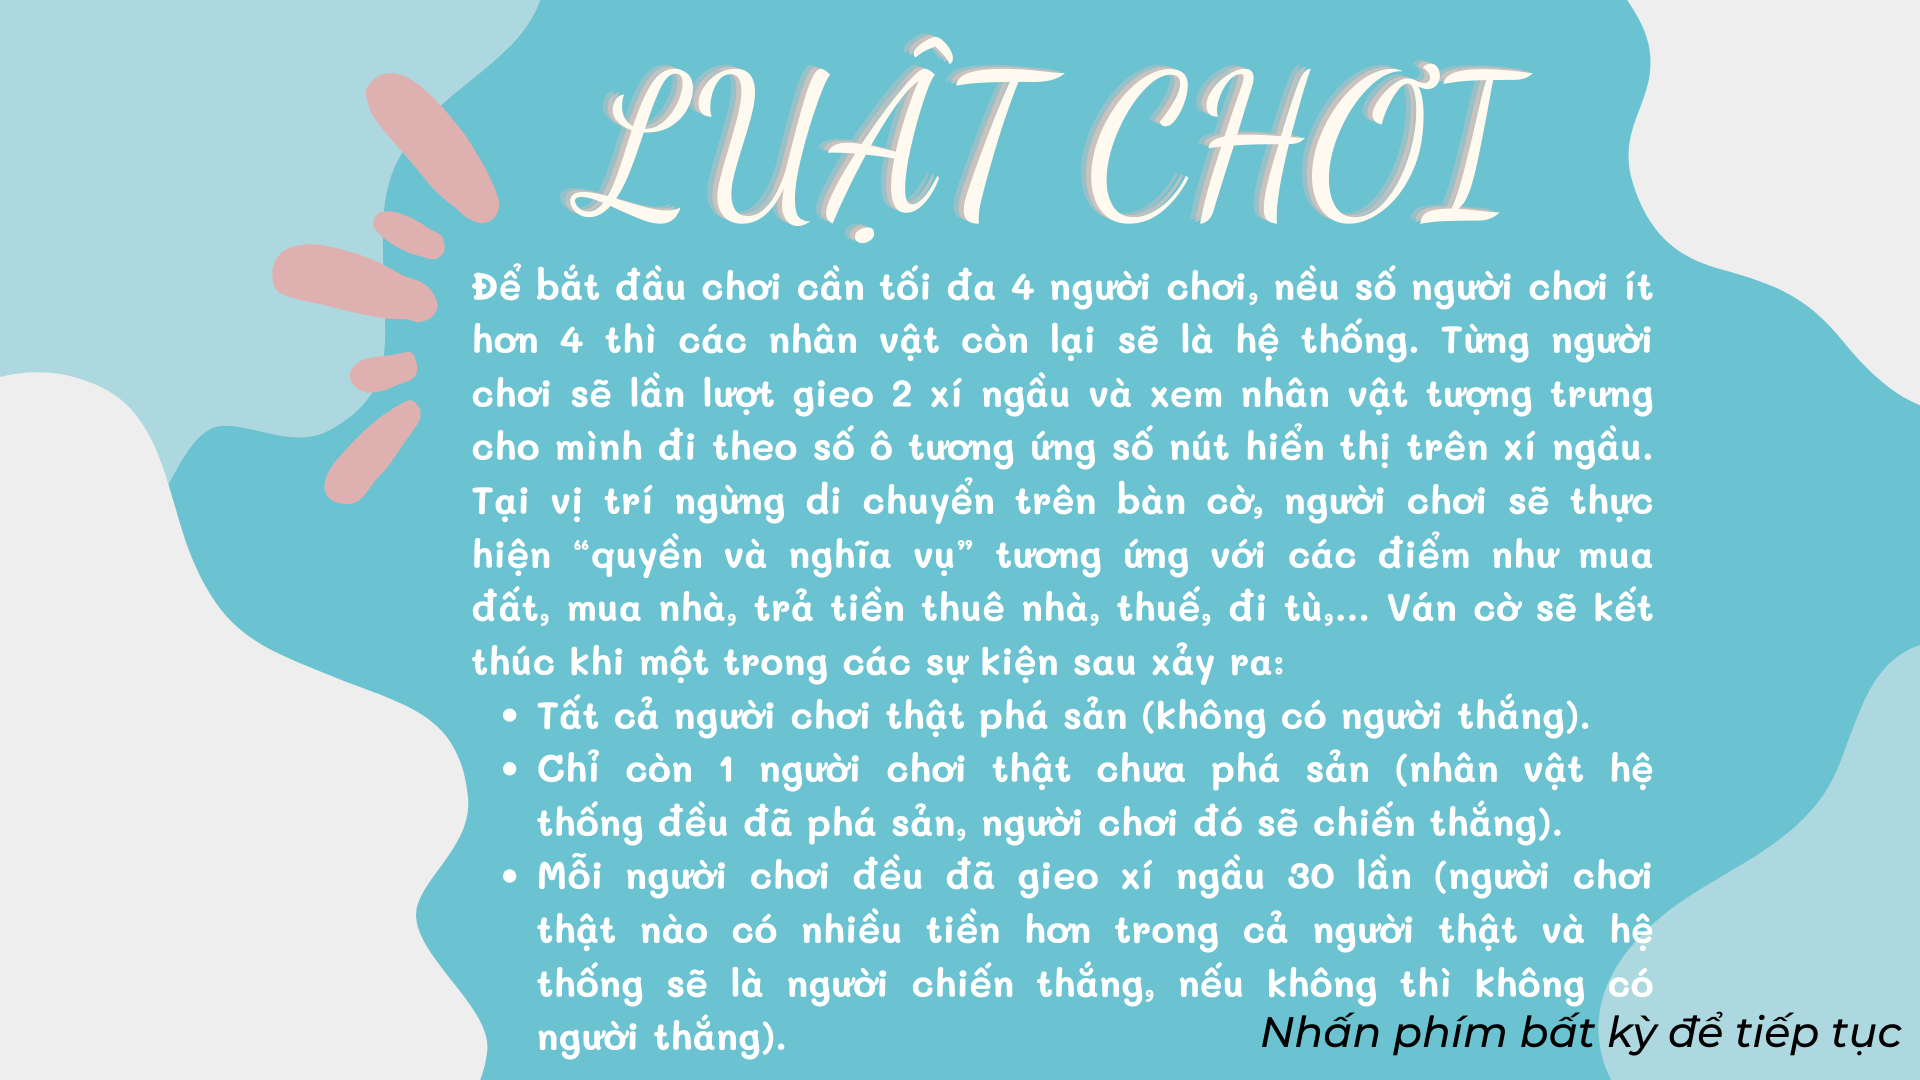 LUẬT CHƠI
Để bắt đầu chơi cần tối đa 4 người chơi, nều số người chơi ít
hơn 4 thì các nhân vật còn lại sẽ là hệ thống. Từng người
chơi sẽ lần lượt gieo 2 xí ngầu và xem nhân vật tượng trưng
cho mình đi theo số ô tương ứng số nút hiển thị trên xí ngầu.
Tại vị trí ngừng di chuyển trên bàn cờ, người chơi sẽ thực
hiện “quyền và nghĩa vụ” tương ứng với các điểm như mua
đất, mua nhà, trả tiền thuê nhà, thuế, đi tù,... Ván cờ sẽ kết
thúc khi một trong các sự kiện sau xảy ra:
• Tất cả người chơi thật phá sản (không có người thắng).
• Chỉ còn 1 người chơi thật chưa phá sản (nhân vật hệ
thống đều đã phá sản, người chơi đó sẽ chiến thắng).
• Mỗi người chơi đều đã gieo xí ngầu 30 lần (người chơi
thật nào có nhiều tiền hơn trong cả người thật và hệ
thống sẽ là người chiến thắng, nếu không thì không có
người thắng).
Nhấn phím bất kỳ để tiếp tục